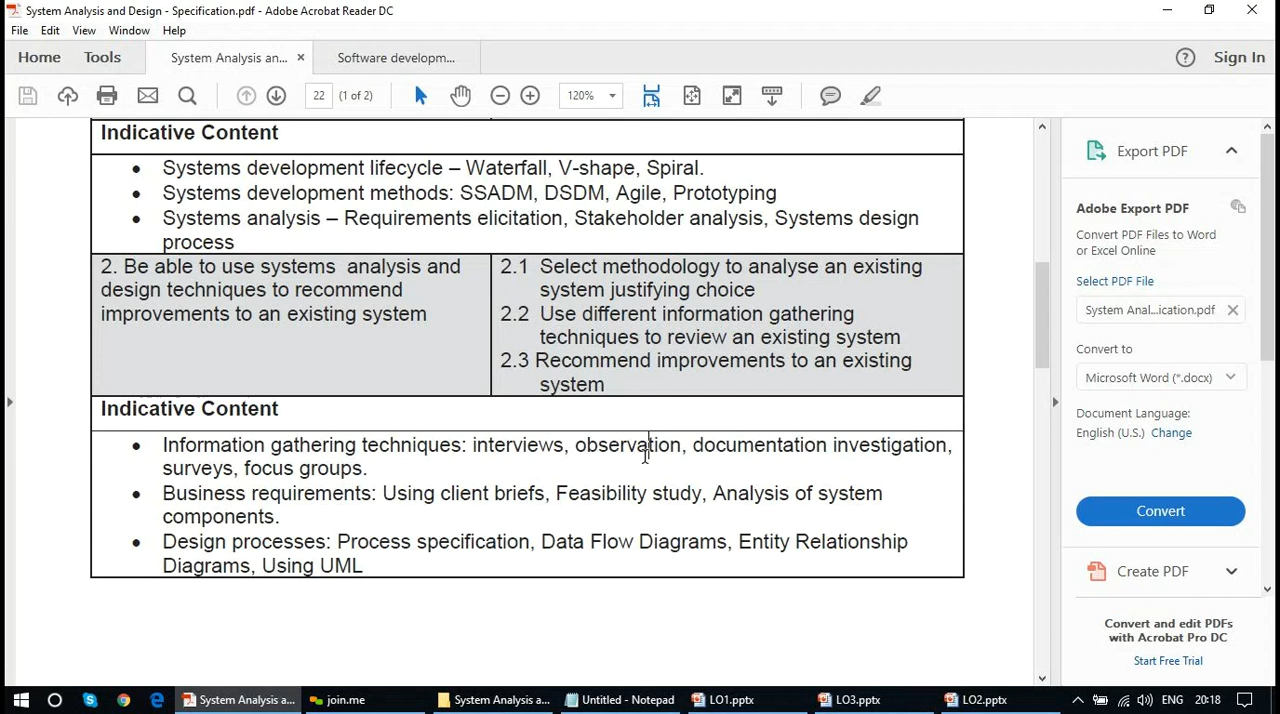 System Analysis and Design - Specification.pdf - Adobe Acrobat Reader DC
File Edit View Window Help
Home Tools System Analysis an... × Software developm... Sign In
22 (1 of 2) 120%
Indicative Content
• Systems development lifecycle – Waterfall, V-shape, Spiral.
• Systems development methods: SSADM, DSDM, Agile, Prototyping
• Systems analysis – Requirements elicitation, Stakeholder analysis, Systems design
process
2. Be able to use systems analysis and
design techniques to recommend
improvements to an existing system
2.1 Select methodology to analyse an existing
system justifying choice
2.2 Use different information gathering
techniques to review an existing system
2.3 Recommend improvements to an existing
system
Indicative Content
• Information gathering techniques: interviews, observation, documentation investigation,
surveys, focus groups.
• Business requirements: Using client briefs, Feasibility study, Analysis of system
components.
• Design processes: Process specification, Data Flow Diagrams, Entity Relationship
Diagrams, Using UML
Export PDF
Adobe Export PDF
Convert PDF Files to Word
or Excel Online
Select PDF File
System Anal...ication.pdf ×
Convert to
Microsoft Word (*.docx)
Document Language:
English (U.S.) Change
Convert
Create PDF
Convert and edit PDFs
with Acrobat Pro DC
Start Free Trial
System Analysis a... join.me System Analysis a... Untitled - Notepad LO1.pptx LO3.pptx LO2.pptx ENG 20:18